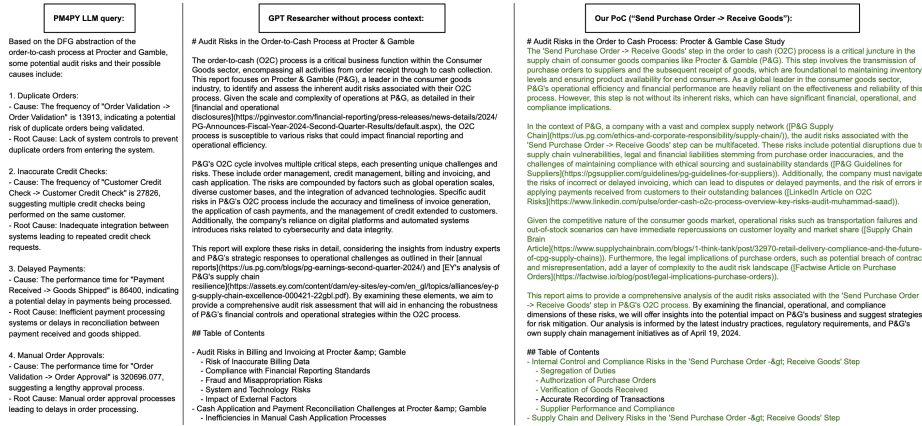 PM4PY LLM query:
Based on the DFG abstraction of the
order-to-cash process at Procter and Gamble,
some potential audit risks and their possible
causes include:
1. Duplicate Orders:
- Cause: The frequency of "Order Validation ->
Order Validation" is 13913, indicating a potential
risk of duplicate orders being validated.
- Root Cause: Lack of system controls to prevent
duplicate orders from entering the system.
2. Inaccurate Credit Checks:
- Cause: The frequency of "Customer Credit
Check -> Customer Credit Check" is 27826,
suggesting multiple credit checks being
performed on the same customer.
- Root Cause: Inadequate integration between
systems leading to repeated credit check
requests.
3. Delayed Payments:
- Cause: The performance time for "Payment
Received -> Goods Shipped" is 86400, indicating
a potential delay in payments being processed.
- Root Cause: Inefficient payment processing
systems or delays in reconciliation between
payment received and goods shipped.
4. Manual Order Approvals:
- Cause: The performance time for "Order
Validation -> Order Approval" is 320696.077,
suggesting a lengthy approval process.
- Root Cause: Manual order approval processes
leading to delays in order processing.
GPT Researcher without process context:
# Audit Risks in the Order-to-Cash Process at Procter & Gamble
The order-to-cash (O2C) process is a critical business function within the Consumer
Goods sector, encompassing all activities from order receipt through to cash collection.
This report focuses on Procter & Gamble (P&G), a leader in the consumer goods
industry, to identify and assess the inherent audit risks associated with their O2C
process. Given the scale and complexity of operations at P&G, as detailed in their
[financial and operational
disclosures](https://pginvestor.com/financial-reporting/press-releases/news-details/2024/
PG-Announces-Fiscal-Year-2024-Second-Quarter-Results/default.aspx), the O2C
process is susceptible to various risks that could impact financial reporting and
operational efficiency.
P&G's O2C cycle involves multiple critical steps, each presenting unique challenges and
risks. These include order management, credit management, billing and invoicing, and
cash application. The risks are compounded by factors such as global operation scales,
diverse customer bases, and the integration of advanced technologies. Specific audit
risks in P&G's O2C process include the accuracy and timeliness of invoice generation,
the application of cash payments, and the management of credit extended to customers.
Additionally, the company's reliance on digital platforms and automated systems
introduces risks related to cybersecurity and data integrity.
This report will explore these risks in detail, considering the insights from industry experts
and P&G's strategic responses to operational challenges as outlined in their [annual
reports](https://us.pg.com/blogs/pg-earnings-second-quarter-2024/) and [EY's analysis of
P&G's supply chain
resilience](https://assets.ey.com/content/dam/ey-sites/ey-com/en_gl/topics/alliances/ey-p
g-supply-chain-excellence-000421-22gbl.pdf). By examining these elements, we aim to
provide a comprehensive audit risk assessment that will aid in enhancing the robustness
of P&G's financial controls and operational strategies within the O2C process.
## Table of Contents
- Audit Risks in Billing and Invoicing at Procter &amp; Gamble
- Risk of Inaccurate Billing Data
- Compliance with Financial Reporting Standards
- Fraud and Misappropriation Risks
- System and Technology Risks
- Impact of External Factors
- Cash Application and Payment Reconciliation Challenges at Procter &amp; Gamble
- Inefficiencies in Manual Cash Application Processes
Our PoC ("Send Purchase Order -> Receive Goods"):
# Audit Risks in the Order to Cash Process: Procter & Gamble Case Study
The 'Send Purchase Order -> Receive Goods' step in the order to cash (O2C) process is a critical juncture in the
supply chain of consumer goods companies like Procter & Gamble (P&G). This step involves the transmission of
purchase orders to suppliers and the subsequent receipt of goods, which are foundational to maintaining inventory
levels and ensuring product availability for end consumers. As a global leader in the consumer goods sector,
P&G's operational efficiency and financial performance are heavily reliant on the effectiveness and reliability of this
process. However, this step is not without its inherent risks, which can have significant financial, operational, and
compliance implications.
In the context of P&G, a company with a vast and complex supply network ([P&G Supply
Chain](https://us.pg.com/ethics-and-corporate-responsibility/supply-chain/)), the audit risks associated with the
'Send Purchase Order -> Receive Goods' step can be multifaceted. These risks include potential disruptions due to
supply chain vulnerabilities, legal and financial liabilities stemming from purchase order inaccuracies, and the
challenges of maintaining compliance with ethical sourcing and sustainability standards ([P&G Guidelines for
Suppliers](https://pgsupplier.com/guidelines/pg-guidelines-for-suppliers)). Additionally, the company must navigate
the risks of incorrect or delayed invoicing, which can lead to disputes or delayed payments, and the risk of errors in
applying payments received from customers to their outstanding balances ([LinkedIn Article on O2C
Risks](https://www.linkedin.com/pulse/order-cash-o2c-process-overview-key-risks-audit-muhammad-saad)).
Given the competitive nature of the consumer goods market, operational risks such as transportation failures and
out-of-stock scenarios can have immediate repercussions on customer loyalty and market share ([Supply Chain
Brain
Article](https://www.supplychainbrain.com/blogs/1-think-tank/post/32970-retail-delivery-compliance-and-the-future-
of-cpg-supply-chains)). Furthermore, the legal implications of purchase orders, such as potential breach of contract
and misrepresentation, add a layer of complexity to the audit risk landscape ([Factwise Article on Purchase
Orders](https://factwise.io/blog/post/legal-implications-purchase-orders)).
This report aims to provide a comprehensive analysis of the audit risks associated with the 'Send Purchase Order
-> Receive Goods' step in P&G's O2C process. By examining the financial, operational, and compliance
dimensions of these risks, we will offer insights into the potential impact on P&G's business and suggest strategies
for risk mitigation. Our analysis is informed by the latest industry practices, regulatory requirements, and P&G's
own supply chain management initiatives as of April 19, 2024.
## Table of Contents
- Internal Control and Compliance Risks in the 'Send Purchase Order -&gt; Receive Goods' Step
- Segregation of Duties
- Authorization of Purchase Orders
- Verification of Goods Received
- Accurate Recording of Transactions
- Supplier Performance and Compliance
- Supply Chain and Delivery Risks in the 'Send Purchase Order -&gt; Receive Goods' Step